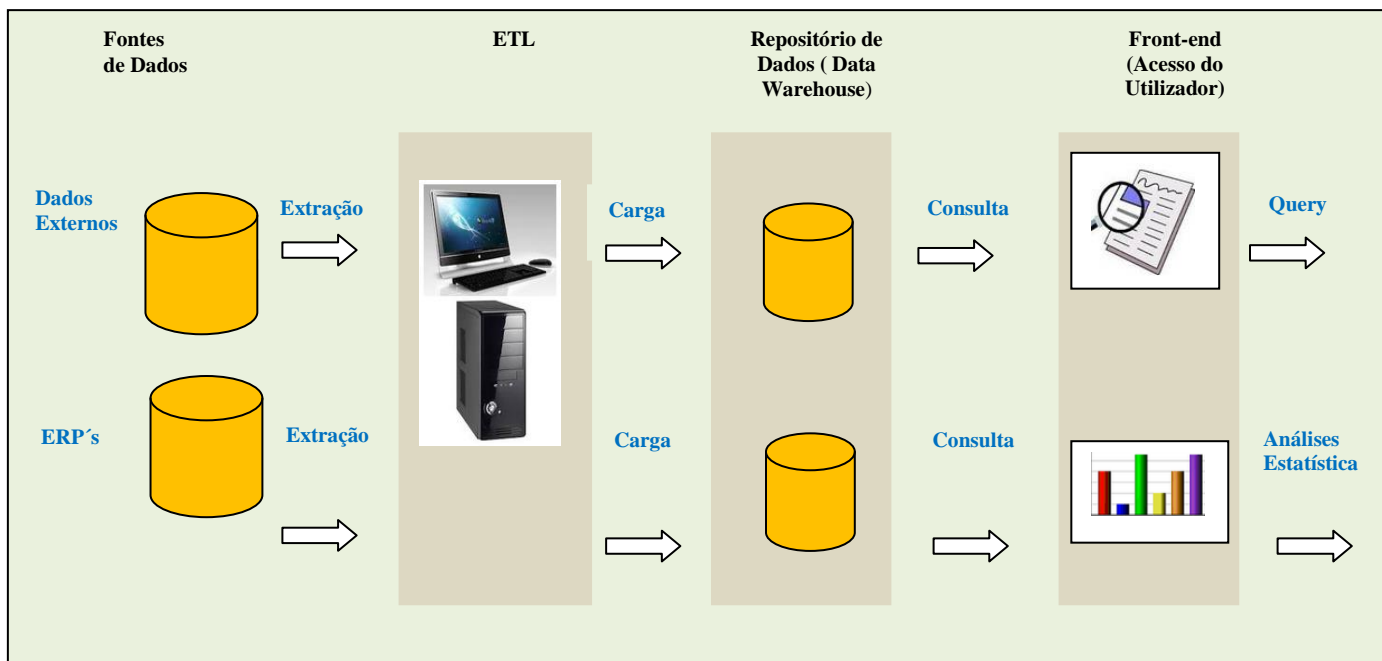 Fontes
de Dados
ETL
Repositório de
Dados ( Data
Warehouse)
Front-end
(Acesso do
Utilizador)
Dados
Externos
Extração
Carga
Consulta
Query
ERP´s
Extração
Carga
Consulta
Análises
Estatística